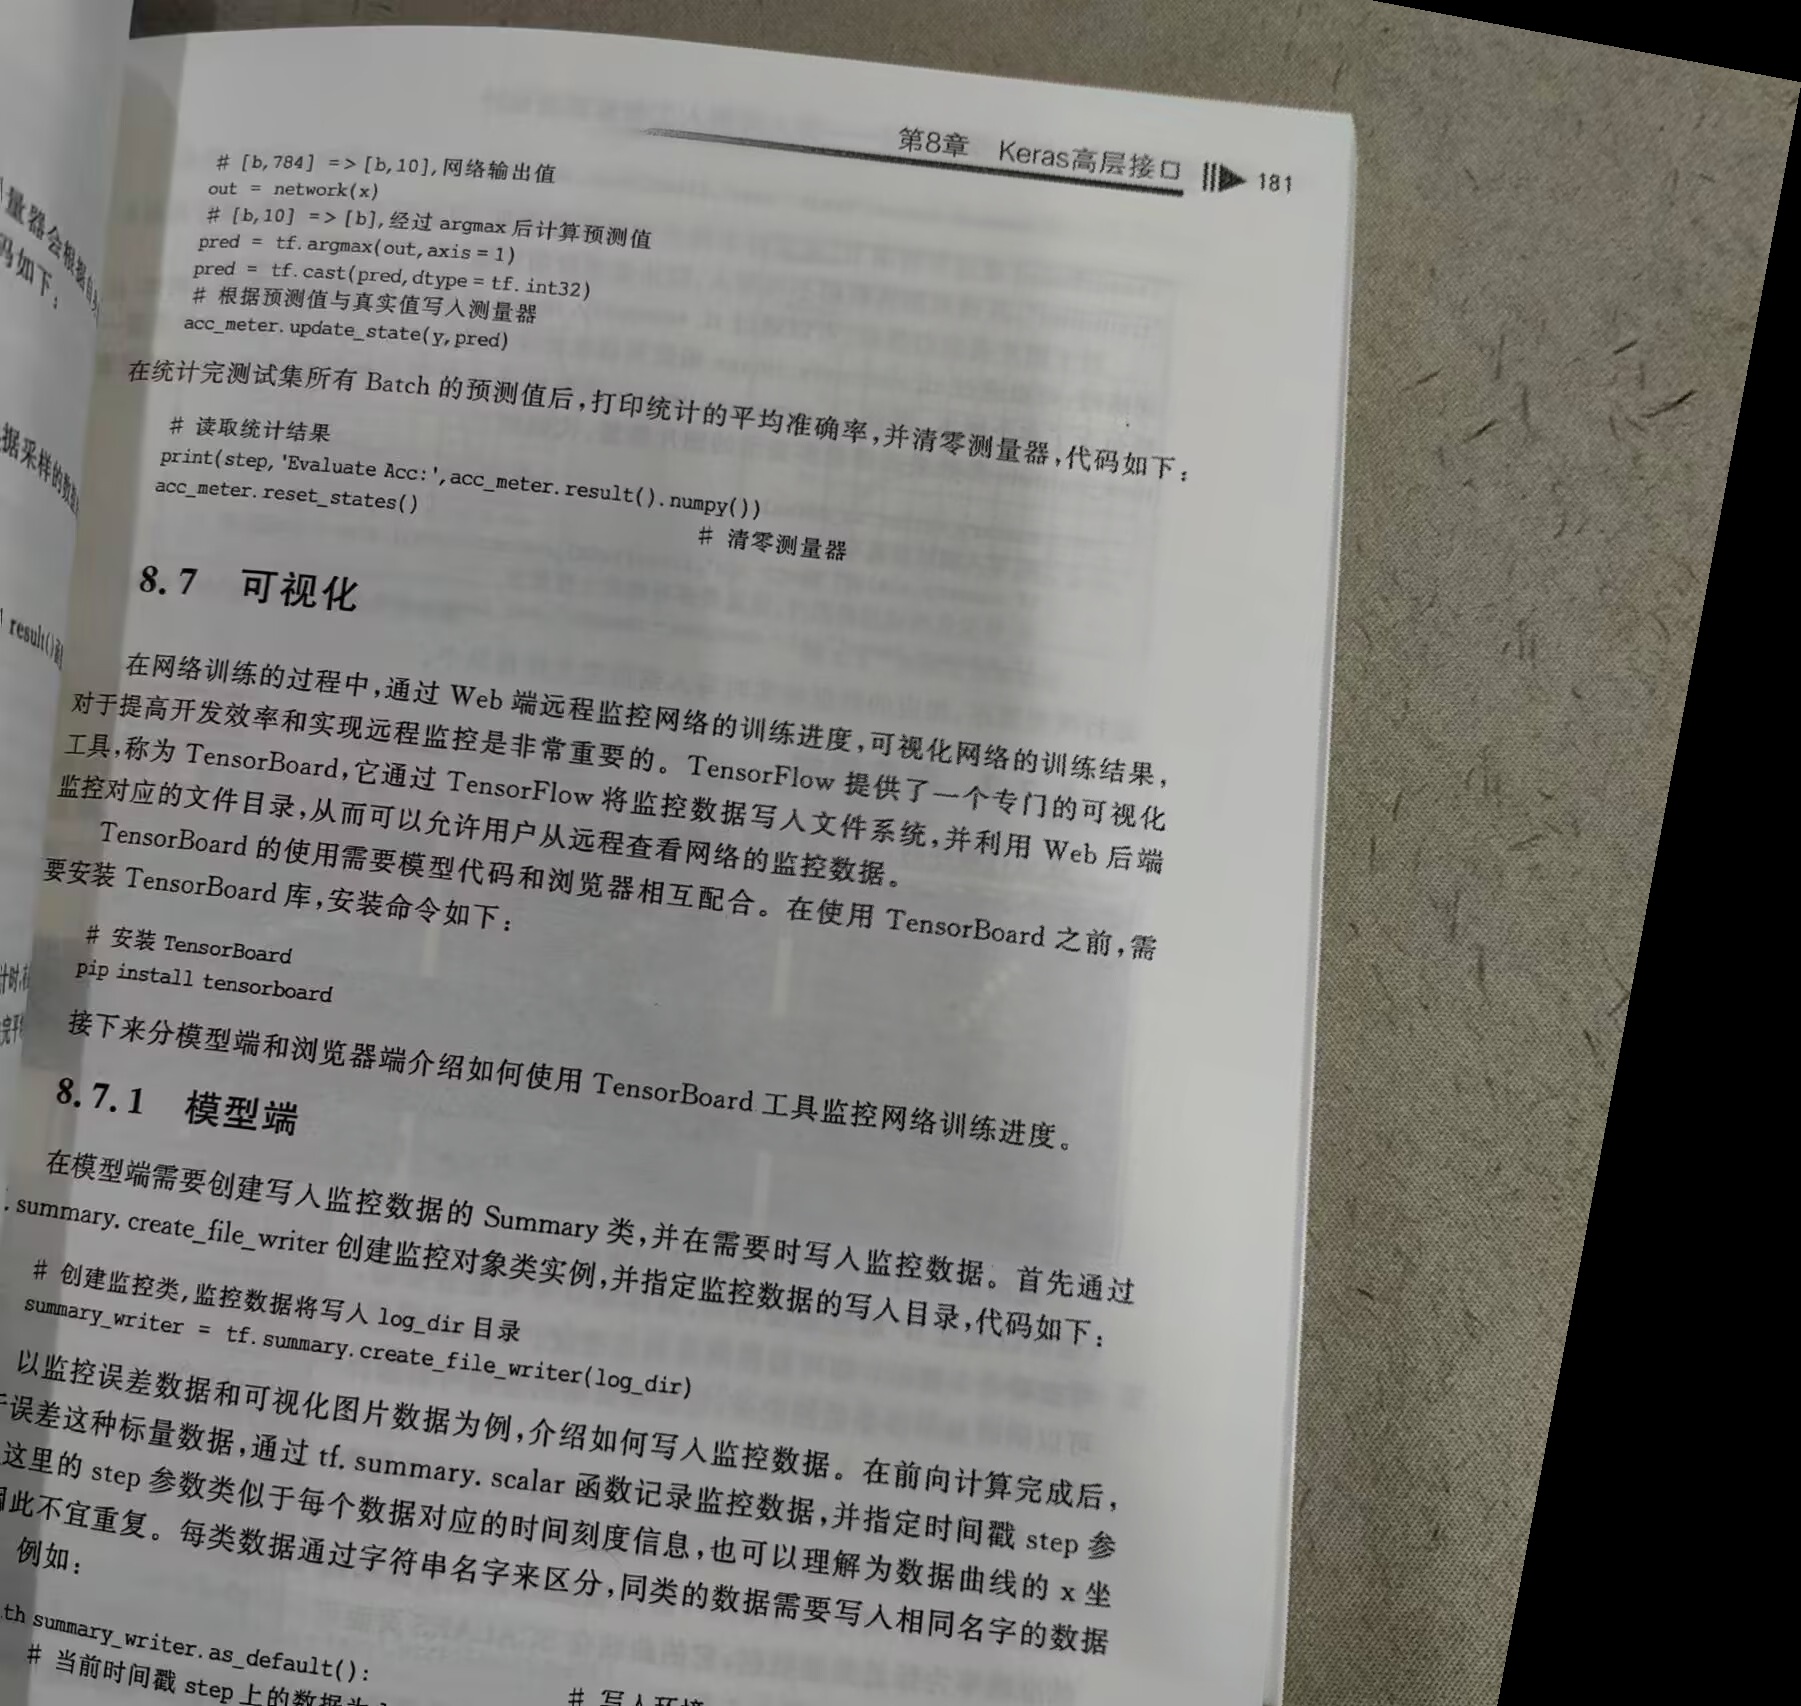 第8章 Keras高层接口 181
# [b,784] => [b,10],网络输出值
out = network(x)
# [b,10] => [b],经过 argmax 后计算预测值
pred = tf.argmax(out,axis = 1)
pred = tf.cast(pred,dtype = tf.int32)
# 根据预测值与真实值写入测量器
acc_meter.update_state(y,pred)
在统计完测试集所有 Batch 的预测值后,打印统计的平均准确率,并清零测量器,代码如下:
# 读取统计结果
print(step,'Evaluate Acc:',acc_meter.result().numpy())
acc_meter.reset_states() # 清零测量器
8.7 可视化
在网络训练的过程中,通过 Web 端远程监控网络的训练进度,可视化网络的训练结果,
对于提高开发效率和实现远程监控是非常重要的。TensorFlow 提供了一个专门的可视化
工具,称为 TensorBoard,它通过 TensorFlow 将监控数据写入文件系统,并利用 Web 后端
监控对应的文件目录,从而可以允许用户从远程查看网络的监控数据。
TensorBoard 的使用需要模型代码和浏览器相互配合。在使用 TensorBoard 之前,需
要安装 TensorBoard 库,安装命令如下:
# 安装 TensorBoard
pip install tensorboard
接下来分模型端和浏览器端介绍如何使用 TensorBoard 工具监控网络训练进度。
8.7.1 模型端
在模型端需要创建写入监控数据的 Summary 类,并在需要时写入监控数据。首先通过
.summary.create_file_writer 创建监控对象类实例,并指定监控数据的写入目录,代码如下:
# 创建监控类,监控数据将写入 log_dir 目录
summary_writer = tf.summary.create_file_writer(log_dir)
以监控误差数据和可视化图片数据为例,介绍如何写入监控数据。在前向计算完成后,
误差这种标量数据,通过 tf.summary.scalar 函数记录监控数据,并指定时间戳 step 参
这里的 step 参数类似于每个数据对应的时间刻度信息,也可以理解为数据曲线的 x 坐
此不宜重复。每类数据通过字符串名字来区分,同类的数据需要写入相同名字的数据
例如:
th summary_writer.as_default():
# 当前时间戳 step 上的数据为
量器会根据
码如下:
据采样的数
result()